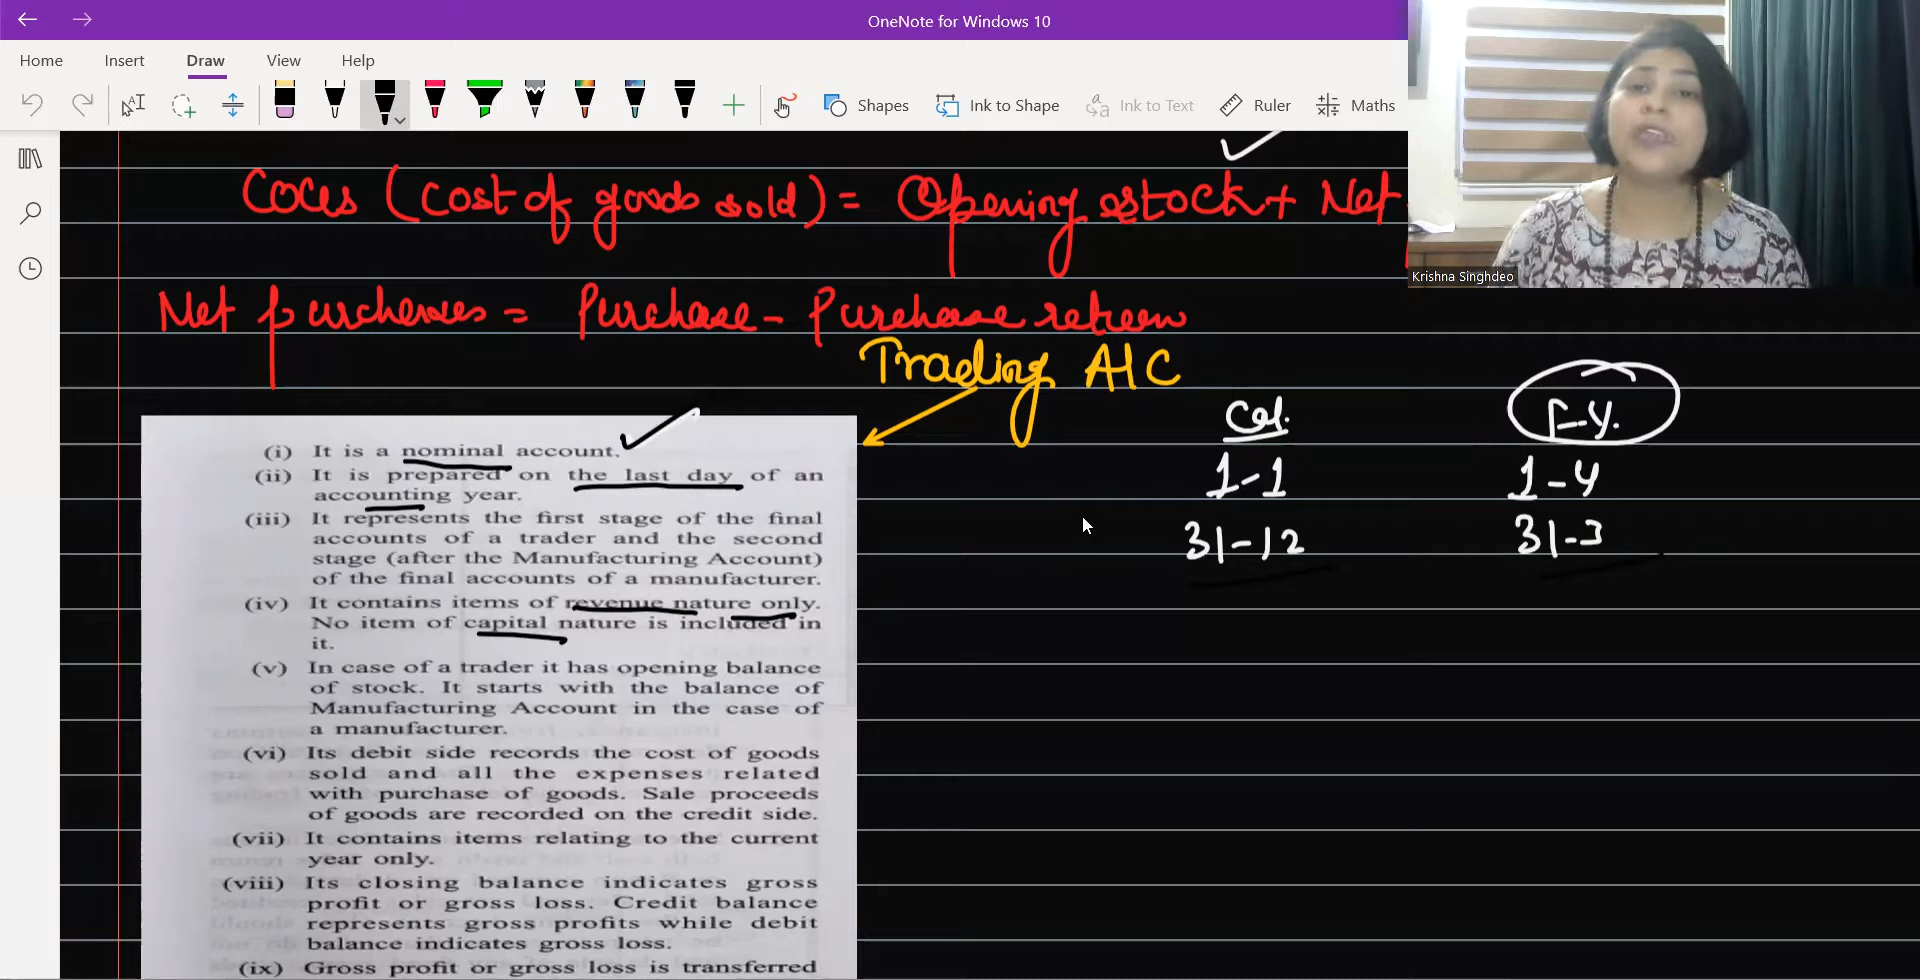 OneNote for Windows 10
Home Insert Draw View Help
Shapes Ink to Shape Ink to Text Ruler Maths
Krishna Singhdeo
COGS (cost of goods sold) = Opening stock + Net
Net purchases = Purchase - Purchase return
Trading A/C
(i) It is a nominal account.
(ii) It is prepared on the last day of an
accounting year.
(iii) It represents the first stage of the final
accounts of a trader and the second
stage (after the Manufacturing Account)
of the final accounts of a manufacturer.
(iv) It contains items of revenue nature only.
No item of capital nature is included in
it.
(v) In case of a trader it has opening balance
of stock. It starts with the balance of
Manufacturing Account in the case of
a manufacturer.
(vi) Its debit side records the cost of goods
sold and all the expenses related
with purchase of goods. Sale proceeds
of goods are recorded on the credit side.
(vii) It contains items relating to the current
year only.
(viii) Its closing balance indicates gross
profit or gross loss. Credit balance
represents gross profits while debit
balance indicates gross loss.
(ix) Gross profit or gross loss is transferred
Cal.
1-1
31-12
F-Y.
1-4
31-3